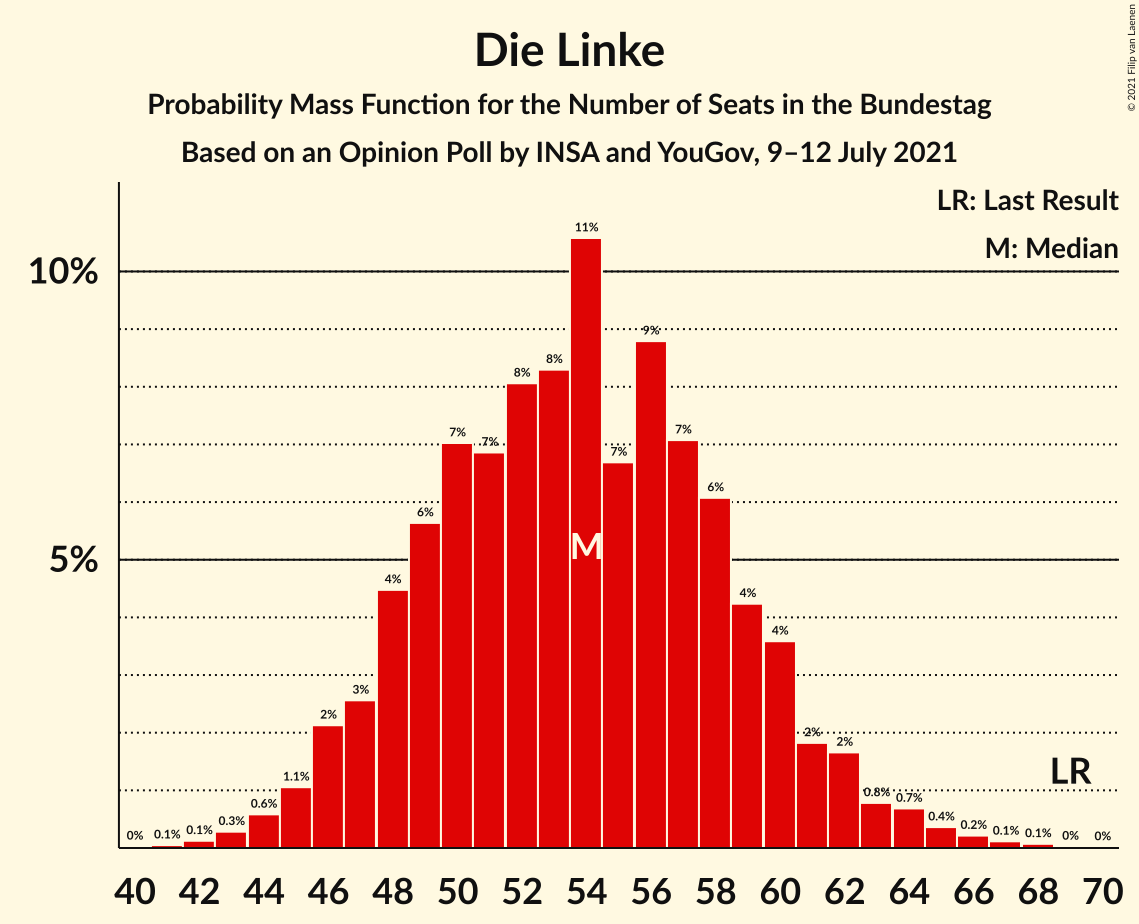 Die Linke
Probability Mass Function for the Number of Seats in the Bundestag
Based on an Opinion Poll by INSA and YouGov, 9–12 July 2021
© 2021 Filip van Laenen
LR: Last Result
M: Median
10%
5%
0% 0.1% 0.1% 0.3% 0.6% 1.1% 2% 3% 4% 6% 7% 7% 8% 8% 11% 7% 9% 7% 6% 4% 4% 2% 2% 0.8% 0.7% 0.4% 0.2% 0.1% 0.1% 0% 0%
M
LR
40 42 44 46 48 50 52 54 56 58 60 62 64 66 68 70